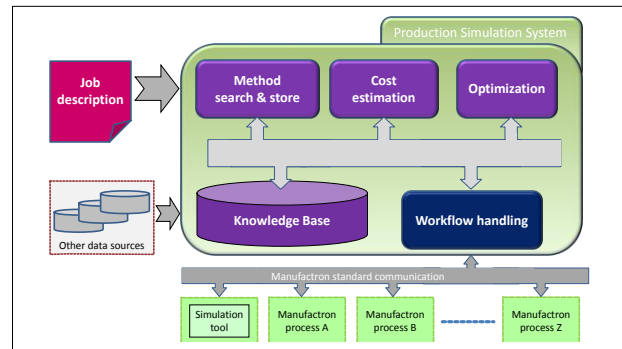 Production Simulation System
Job
description
Method
search & store
Cost
estimation
Optimization
Knowledge Base
Workflow handling
Other data sources
Manufactron standard communication
Simulation
tool
Manufactron
process A
Manufactron
process B
Manufactron
process Z